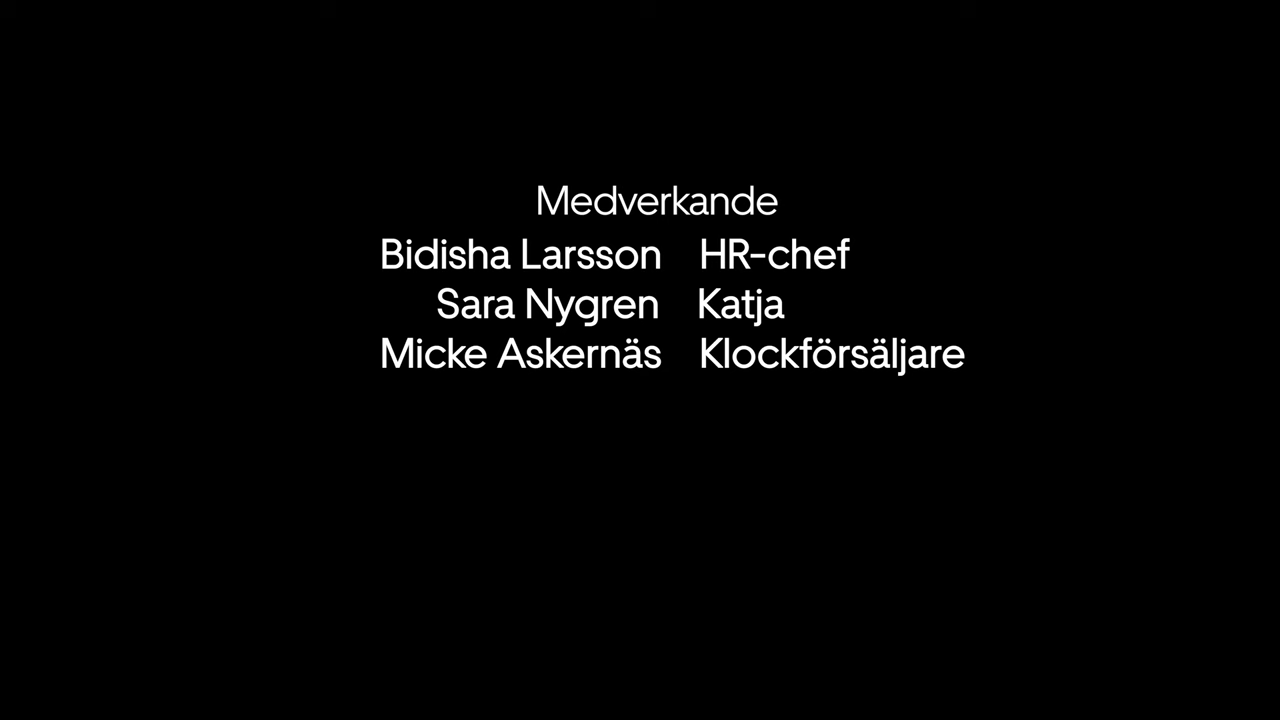 Medverkande
Bidisha Larsson HR-chef
Sara Nygren Katja
Micke Askernäs Klockförsäljare